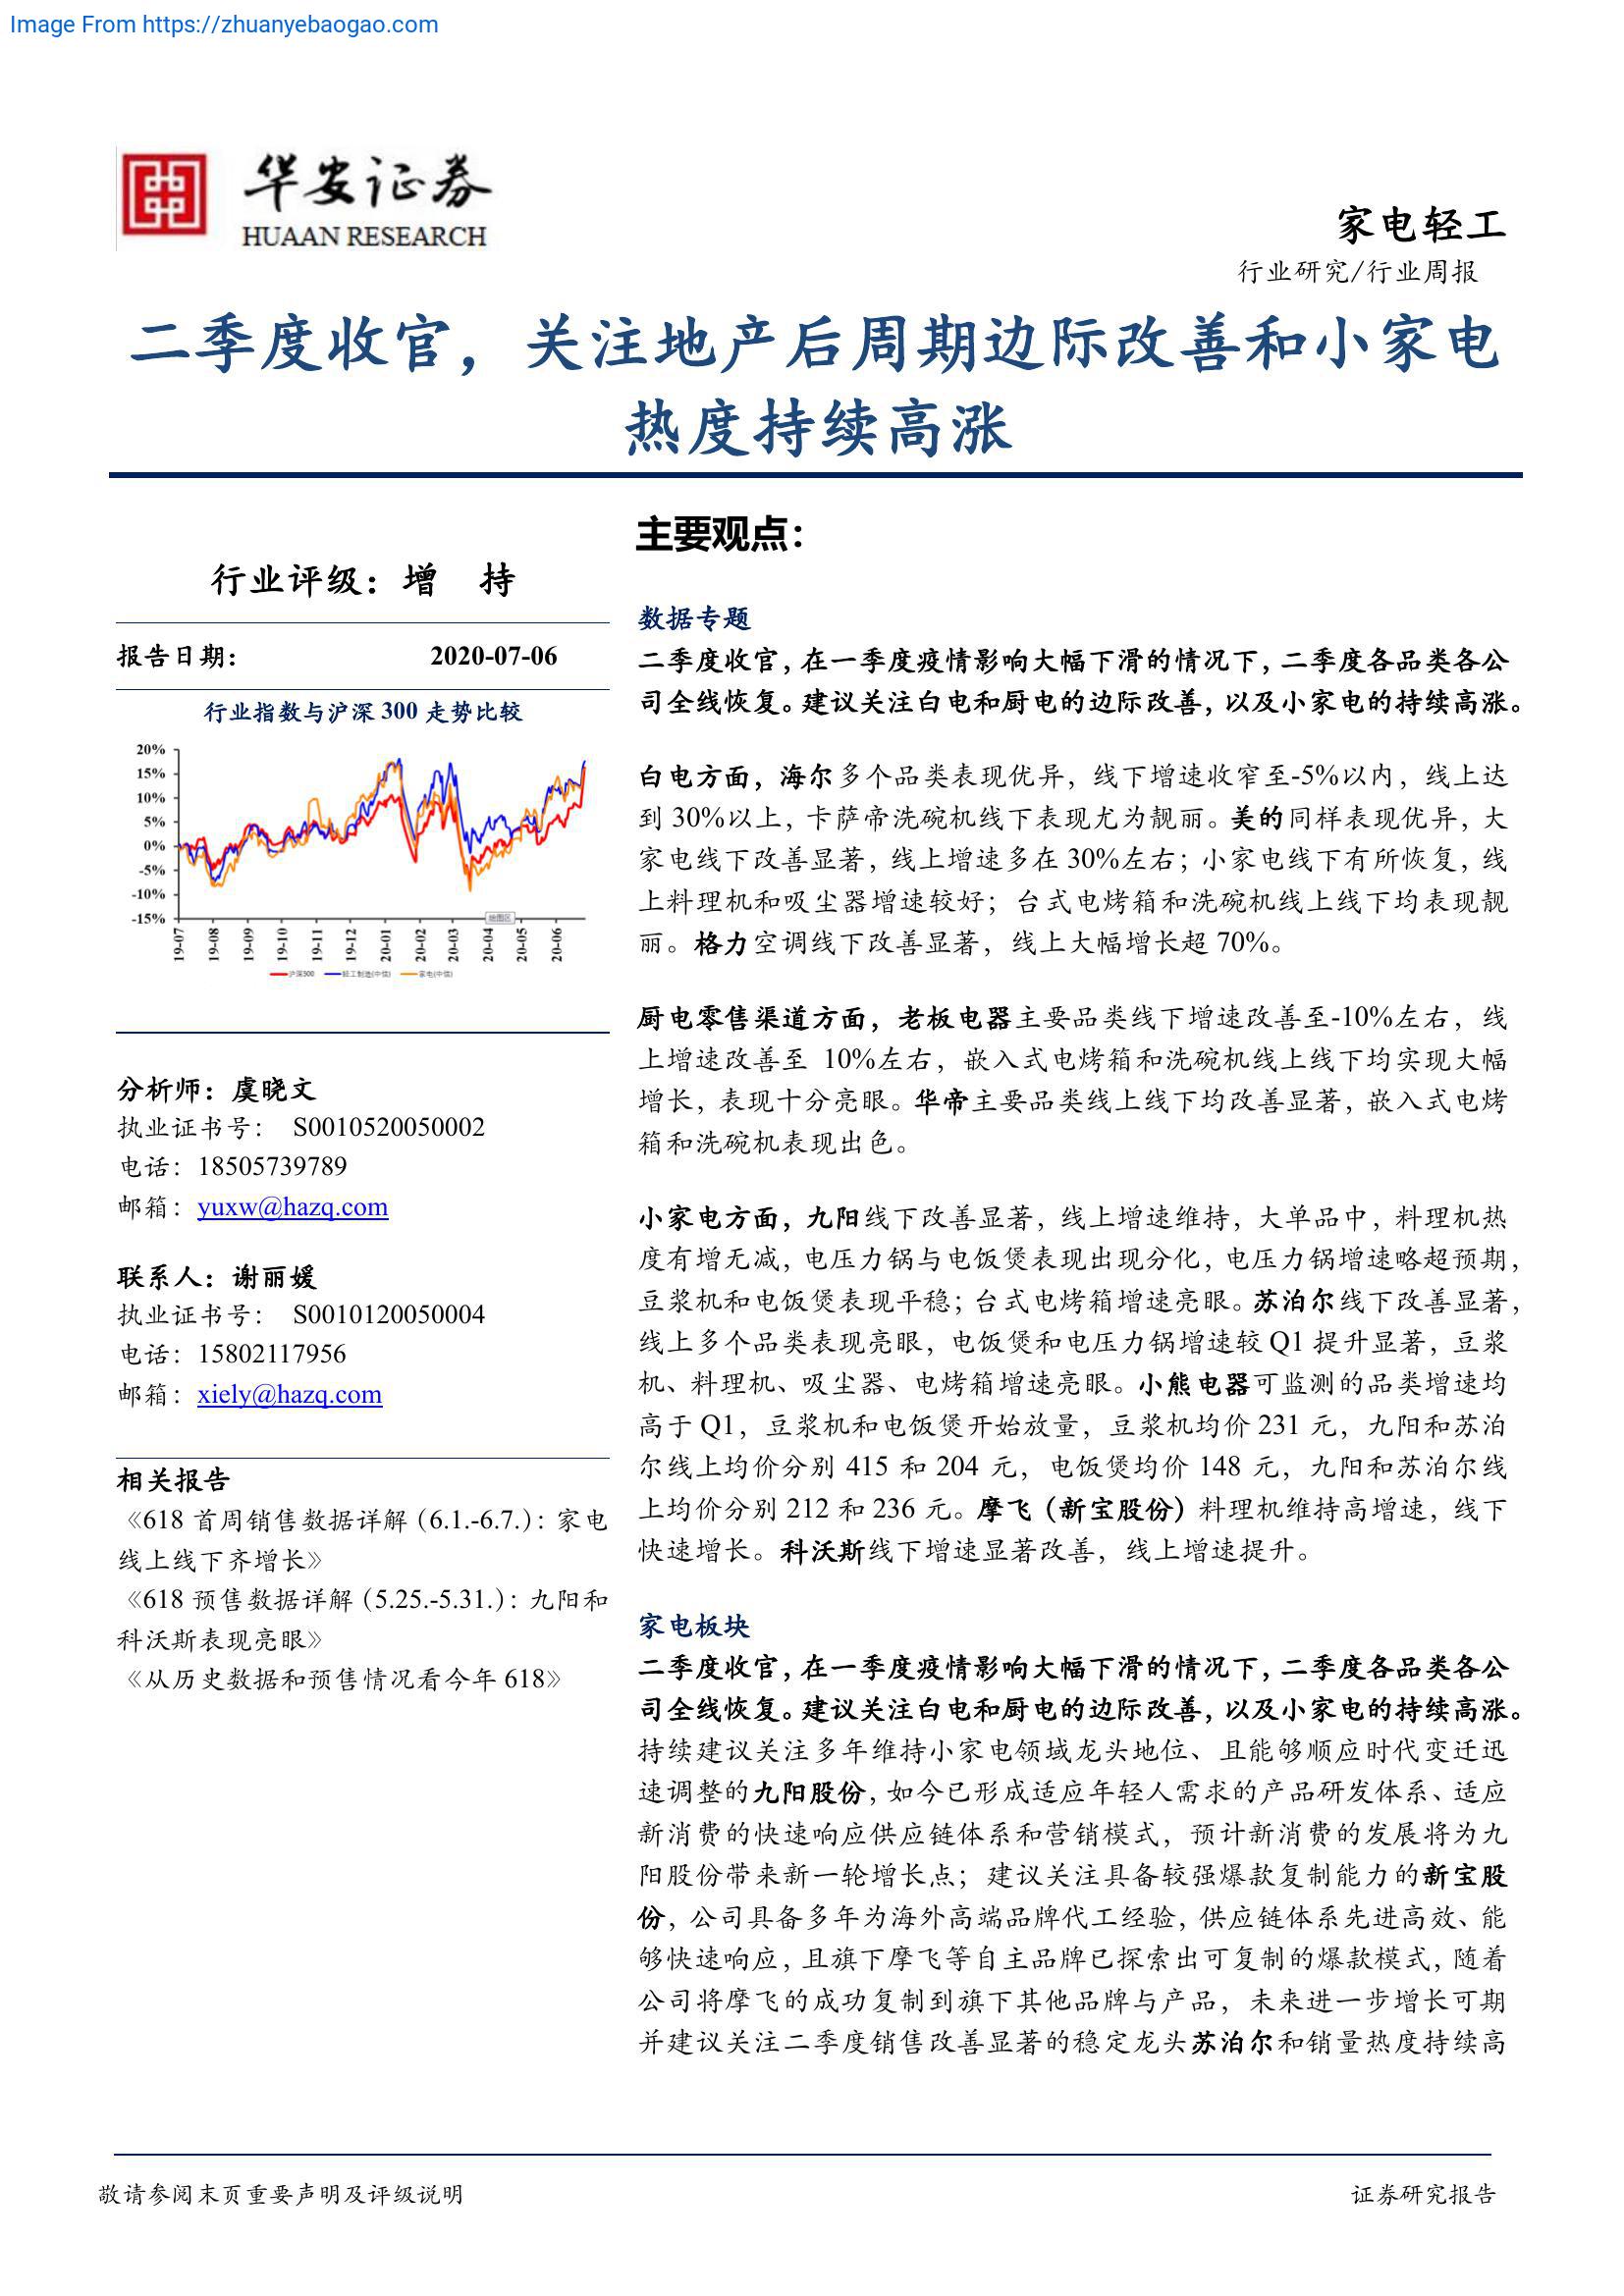 Image From https://zhuanyebaogao.com
华安证券
HUAAN RESEARCH
家电轻工
行业研究/行业周报
二季度收官，关注地产后周期边际改善和小家电
热度持续高涨
行业评级：增 持
报告日期： 2020-07-06
行业指数与沪深 300 走势比较
20%
15%
10%
5%
0%
-5%
-10%
-15%
19-07
19-08
19-09
19-10
19-11
19-12
20-01
20-02
20-03
20-04
20-05
20-06
绘图区
沪深300 轻工制造(中信) 家电(中信)
分析师：虞晓文
执业证书号： S0010520050002
电话：18505739789
邮箱：yuxw@hazq.com
联系人：谢丽媛
执业证书号： S0010120050004
电话：15802117956
邮箱：xiely@hazq.com
相关报告
《618 首周销售数据详解（6.1.-6.7.）：家电
线上线下齐增长》
《618 预售数据详解（5.25.-5.31.）：九阳和
科沃斯表现亮眼》
《从历史数据和预售情况看今年 618》
主要观点：
数据专题
二季度收官，在一季度疫情影响大幅下滑的情况下，二季度各品类各公
司全线恢复。建议关注白电和厨电的边际改善，以及小家电的持续高涨。
白电方面，海尔多个品类表现优异，线下增速收窄至-5%以内，线上达
到 30%以上，卡萨帝洗碗机线下表现尤为靓丽。美的同样表现优异，大
家电线下改善显著，线上增速多在 30%左右；小家电线下有所恢复，线
上料理机和吸尘器增速较好；台式电烤箱和洗碗机线上线下均表现靓
丽。格力空调线下改善显著，线上大幅增长超 70%。
厨电零售渠道方面，老板电器主要品类线下增速改善至-10%左右，线
上增速改善至 10%左右，嵌入式电烤箱和洗碗机线上线下均实现大幅
增长，表现十分亮眼。华帝主要品类线上线下均改善显著，嵌入式电烤
箱和洗碗机表现出色。
小家电方面，九阳线下改善显著，线上增速维持，大单品中，料理机热
度有增无减，电压力锅与电饭煲表现出现分化，电压力锅增速略超预期，
豆浆机和电饭煲表现平稳；台式电烤箱增速亮眼。苏泊尔线下改善显著，
线上多个品类表现亮眼，电饭煲和电压力锅增速较 Q1 提升显著，豆浆
机、料理机、吸尘器、电烤箱增速亮眼。小熊电器可监测的品类增速均
高于 Q1，豆浆机和电饭煲开始放量，豆浆机均价 231 元，九阳和苏泊
尔线上均价分别 415 和 204 元，电饭煲均价 148 元，九阳和苏泊尔线
上均价分别 212 和 236 元。摩飞（新宝股份）料理机维持高增速，线下
快速增长。科沃斯线下增速显著改善，线上增速提升。
家电板块
二季度收官，在一季度疫情影响大幅下滑的情况下，二季度各品类各公
司全线恢复。建议关注白电和厨电的边际改善，以及小家电的持续高涨。
持续建议关注多年维持小家电领域龙头地位、且能够顺应时代变迁迅
速调整的九阳股份，如今已形成适应年轻人需求的产品研发体系、适应
新消费的快速响应供应链体系和营销模式，预计新消费的发展将为九
阳股份带来新一轮增长点；建议关注具备较强爆款复制能力的新宝股
份，公司具备多年为海外高端品牌代工经验，供应链体系先进高效、能
够快速响应，且旗下摩飞等自主品牌已探索出可复制的爆款模式，随着
公司将摩飞的成功复制到旗下其他品牌与产品，未来进一步增长可期
并建议关注二季度销售改善显著的稳定龙头苏泊尔和销量热度持续高
敬请参阅末页重要声明及评级说明
证券研究报告